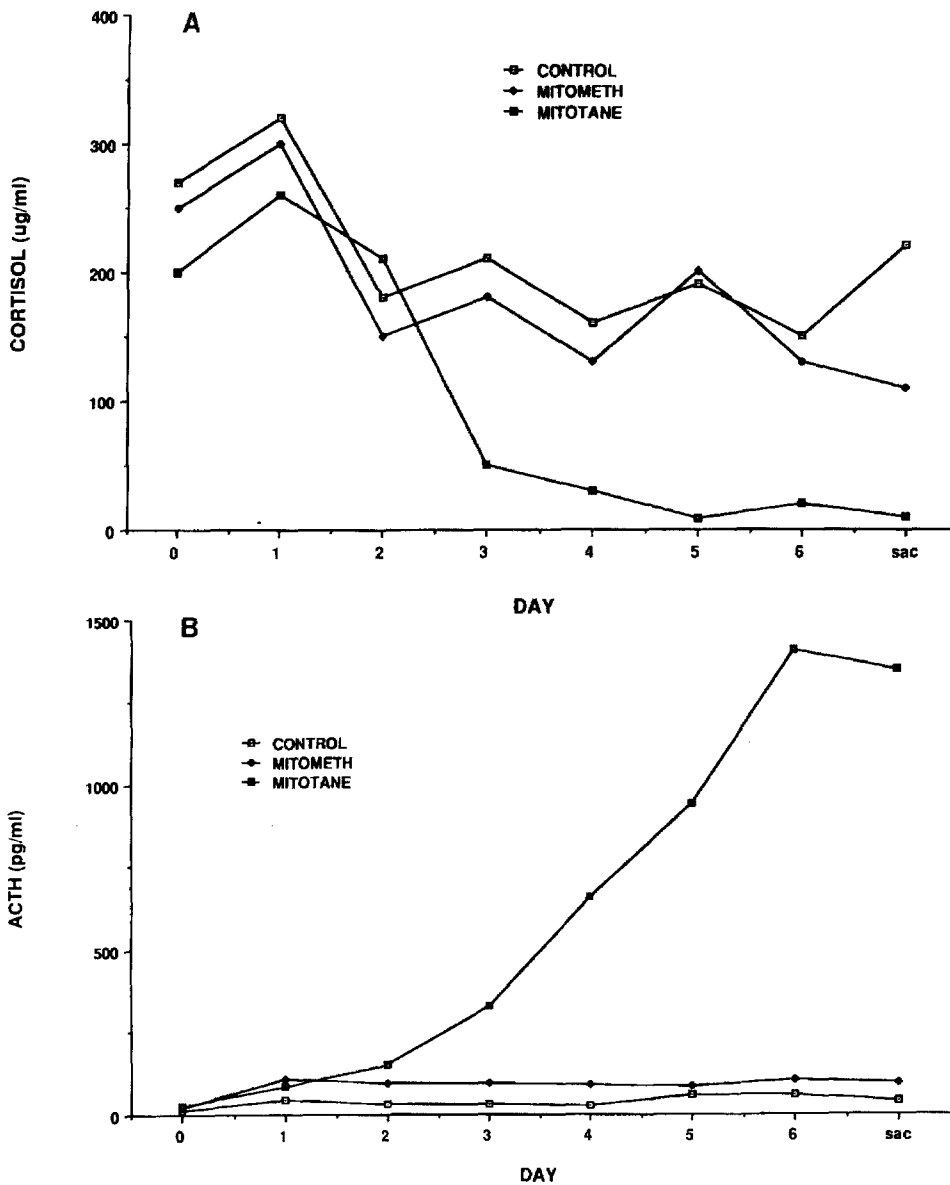 A
400
300
200
100
0
CORTISOL (ug/ml)
CONTROL
MITOMETH
MITOTANE
0 1 2 3 4 5 6 sac
DAY
B
1500
1000
500
0
ACTH (pg/ml)
CONTROL
MITOMETH
MITOTANE
0 1 2 3 4 5 6 sac
DAY